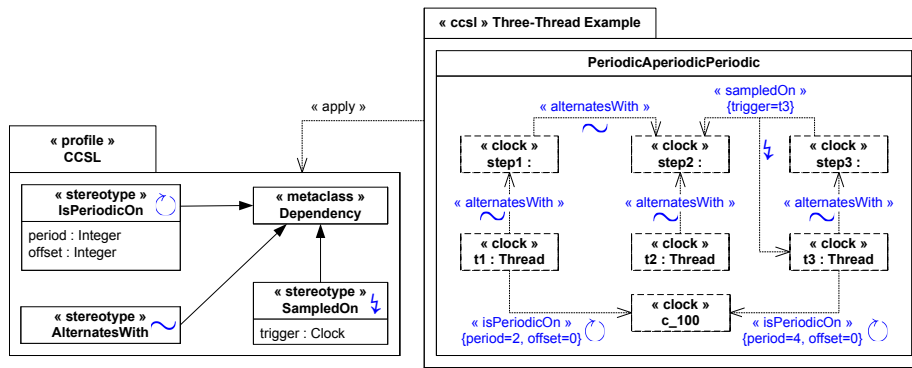 « profile »
CCSL
« stereotype »
IsPeriodicOn
period : Integer
offset : Integer
« metaclass »
Dependency
« stereotype »
AlternatesWith
« stereotype »
SampledOn
trigger : Clock
« apply »
« ccsl » Three-Thread Example
PeriodicAperiodicPeriodic
« alternatesWith »
« sampledOn »
{trigger=t3}
« clock »
step1 :
« clock »
step2 :
« clock »
step3 :
« alternatesWith »
« alternatesWith »
« alternatesWith »
« clock »
t1 : Thread
« clock »
t2 : Thread
« clock »
t3 : Thread
« clock »
c_100
« isPeriodicOn »
{period=2, offset=0}
« isPeriodicOn »
{period=4, offset=0}